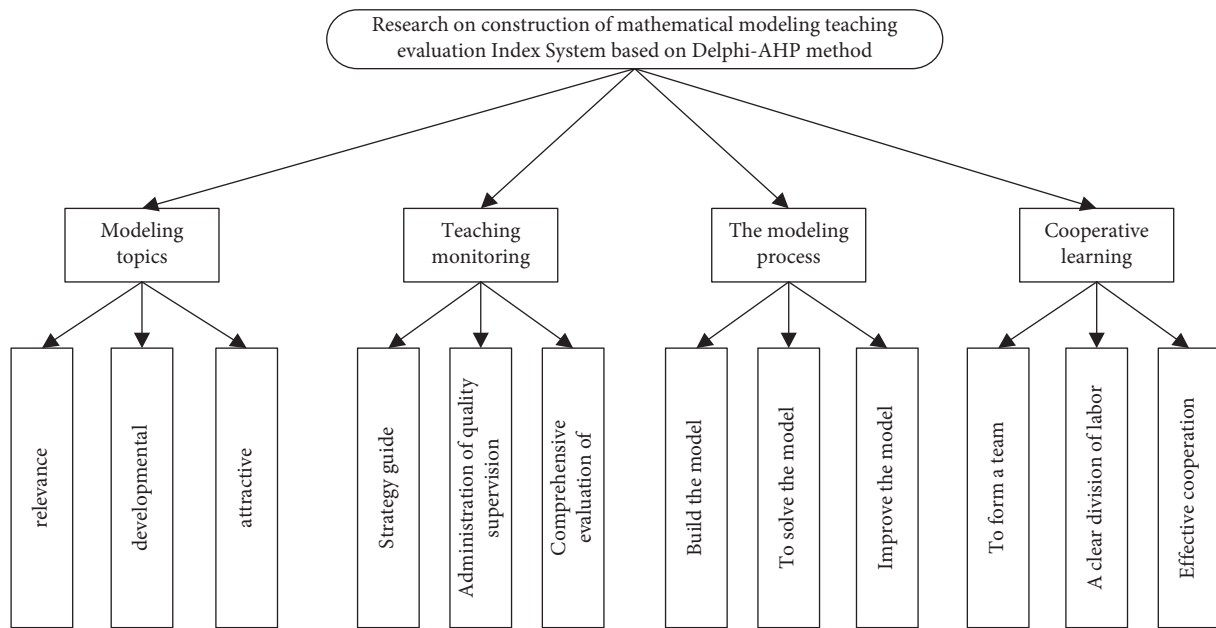 Research on construction of mathematical modeling teaching
evaluation Index System based on Delphi-AHP method
Modeling
topics
Teaching
monitoring
The modeling
process
Cooperative
learning
relevance
developmental
attractive
Strategy guide
Administration of quality
supervision
Comprehensive
evaluation of
Build the model
To solve the model
Improve the model
To form a team
A clear division of labor
Effective cooperation